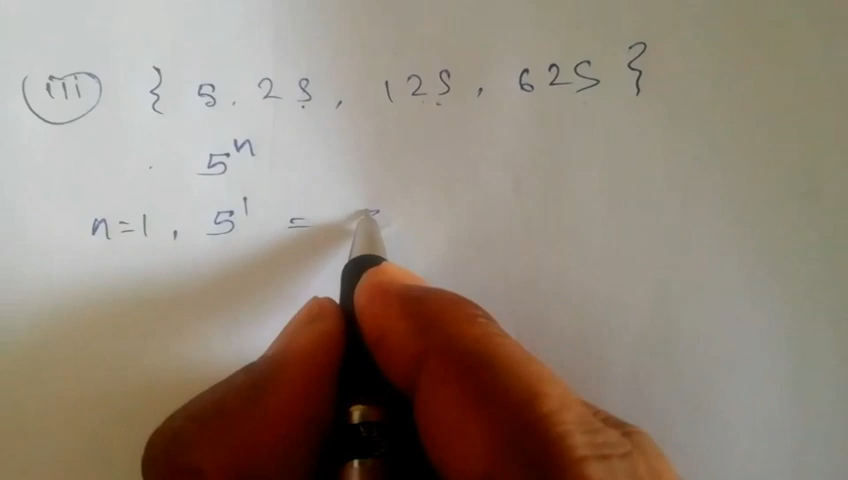 (iii) { 5, 25, 125, 625 }
5ⁿ
n=1, 5¹ =